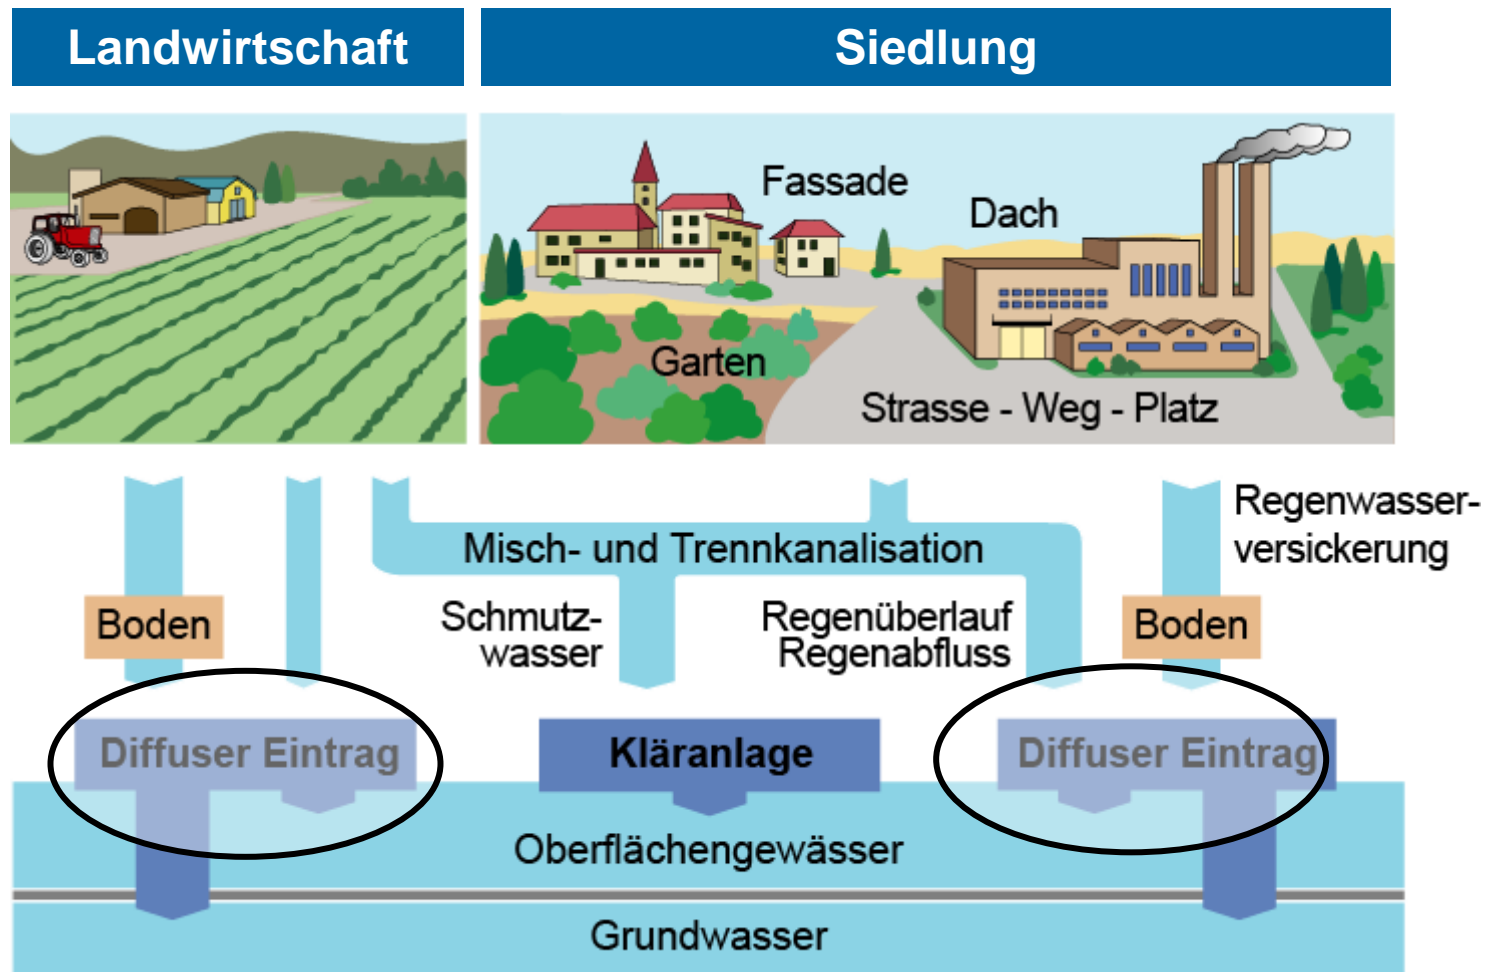 Landwirtschaft
Siedlung
Fassade
Dach
Garten
Strasse - Weg - Platz
Regenwasser-
versickerung
Misch- und Trennkanalisation
Boden
Schmutz-
wasser
Regenüberlauf
Regenabfluss
Boden
Diffuser Eintrag
Kläranlage
Diffuser Eintrag
Oberflächengewässer
Grundwasser